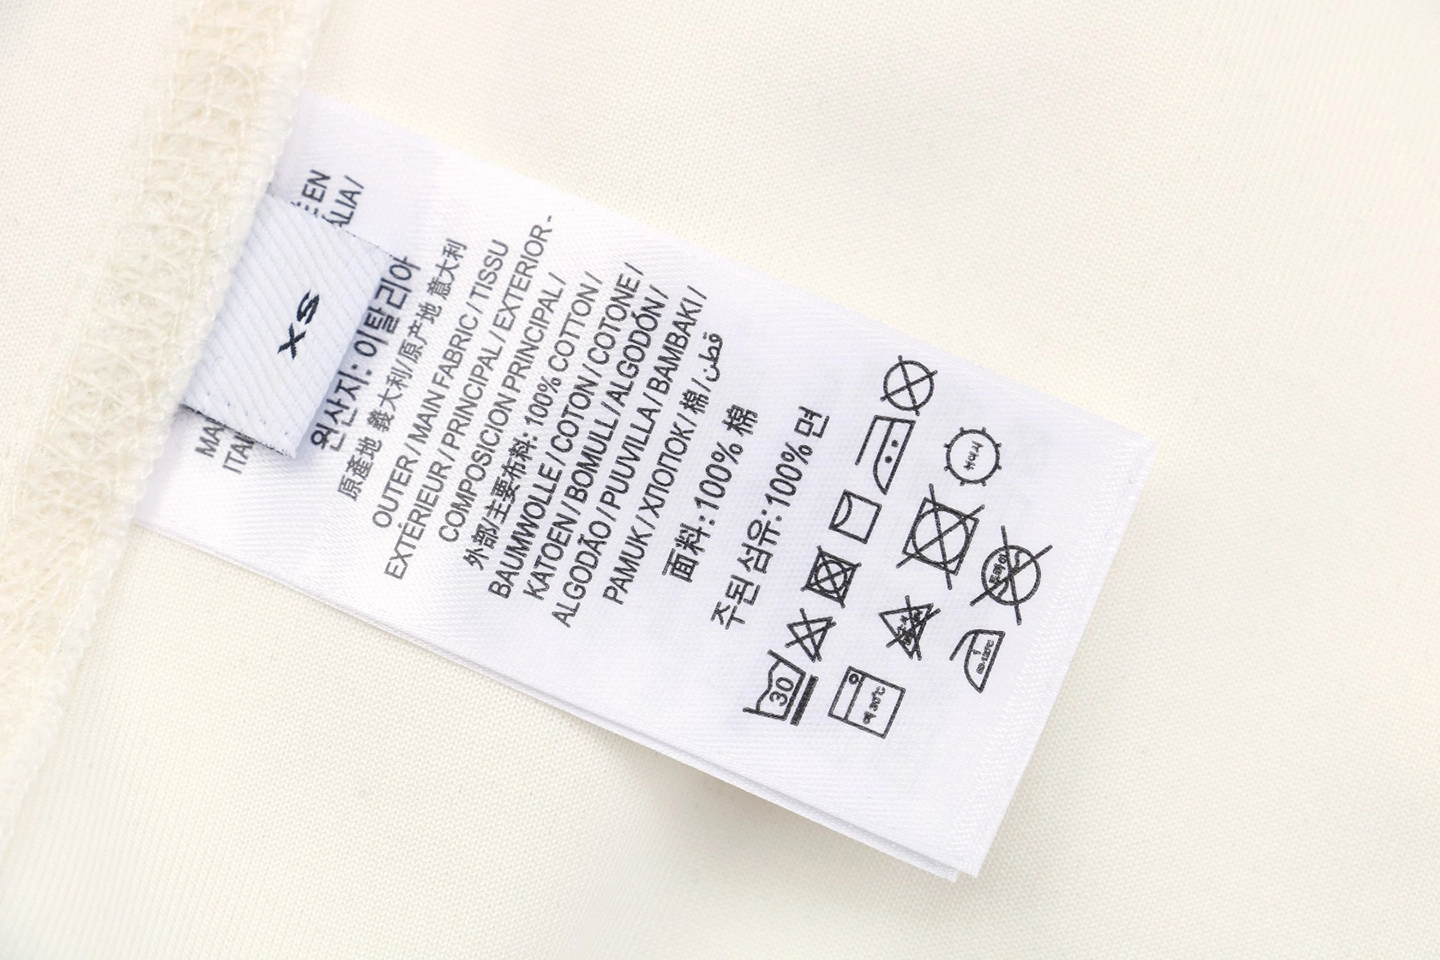 XS
EN
ALIA /
원산지: 이탈리아
原產地 義大利/原产地 意大利
OUTER / MAIN FABRIC / TISSU
EXTÉRIEUR / PRINCIPAL / EXTERIOR -
COMPOSICION PRINCIPAL /
外部/主要布料: 100% COTTON /
BAUMWOLLE / COTON / COTONE /
KATOEN / BOMULL / ALGODÓN /
ALGODÃO / PUUVILLA / BAMBAKI /
PAMUK / ХЛОПОК / 棉 / قطن
面料:100% 棉
주된 섬유:100% 면
30
약 30℃